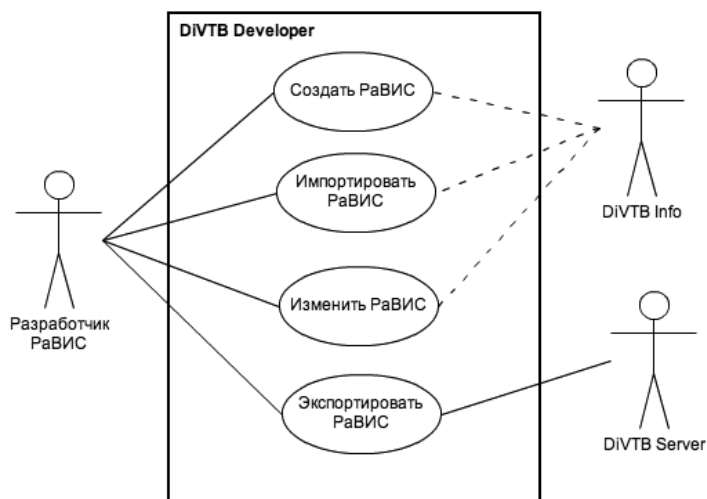 DiVTB Developer
Создать РаВИС
Импортировать
РаВИС
Изменить РаВИС
Экспортировать
РаВИС
Разработчик
РаВИС
DiVTB Info
DiVTB Server